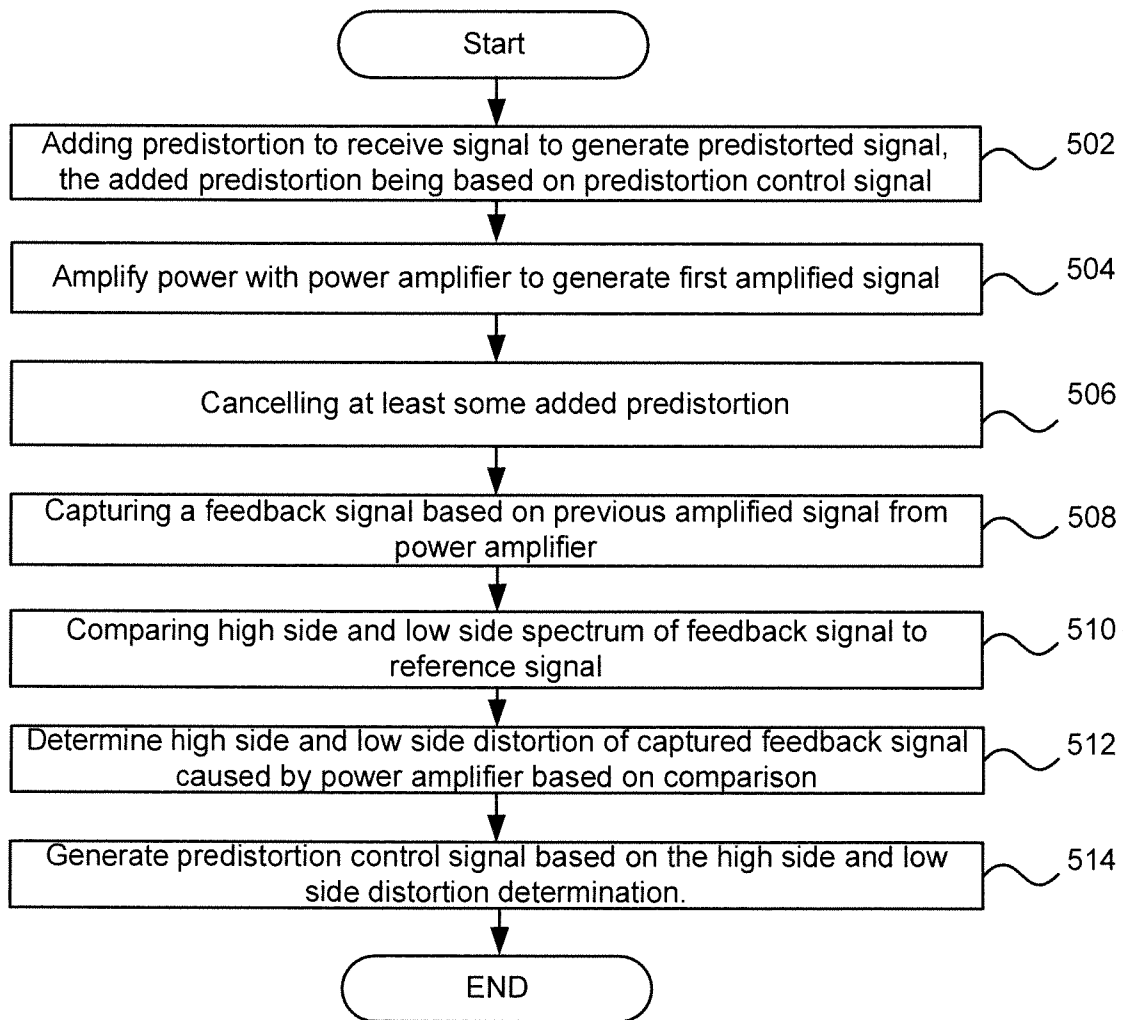 Start
Adding predistortion to receive signal to generate predistorted signal,
the added predistortion being based on predistortion control signal
502
Amplify power with power amplifier to generate first amplified signal
504
Cancelling at least some added predistortion
506
Capturing a feedback signal based on previous amplified signal from
power amplifier
508
Comparing high side and low side spectrum of feedback signal to
reference signal
510
Determine high side and low side distortion of captured feedback signal
caused by power amplifier based on comparison
512
Generate predistortion control signal based on the high side and low
side distortion determination.
514
END